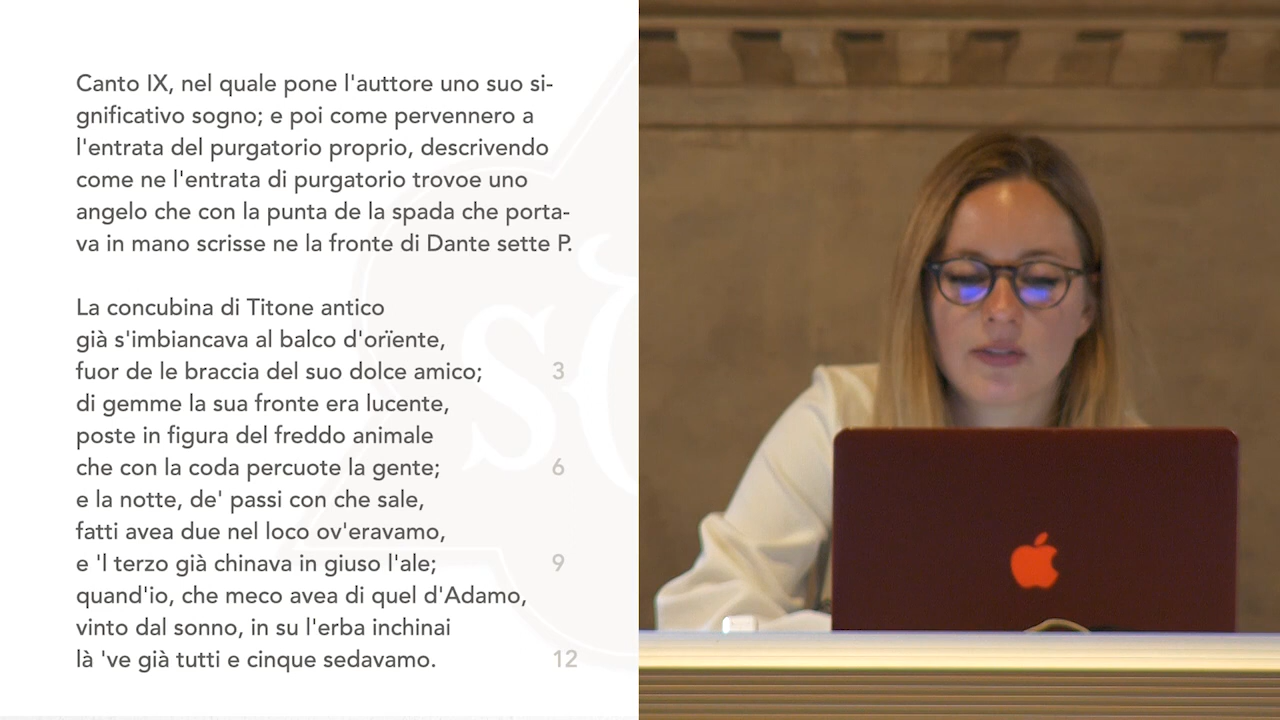 Canto IX, nel quale pone l'auttore uno suo si-
gnificativo sogno; e poi come pervennero a
l'entrata del purgatorio proprio, descrivendo
come ne l'entrata di purgatorio trovoe uno
angelo che con la punta de la spada che porta-
va in mano scrisse ne la fronte di Dante sette P.
La concubina di Titone antico
già s'imbiancava al balco d'orïente,
fuor de le braccia del suo dolce amico; 3
di gemme la sua fronte era lucente,
poste in figura del freddo animale
che con la coda percuote la gente; 6
e la notte, de' passi con che sale,
fatti avea due nel loco ov'eravamo,
e 'l terzo già chinava in giuso l'ale; 9
quand'io, che meco avea di quel d'Adamo,
vinto dal sonno, in su l'erba inchinai
là 've già tutti e cinque sedavamo. 12